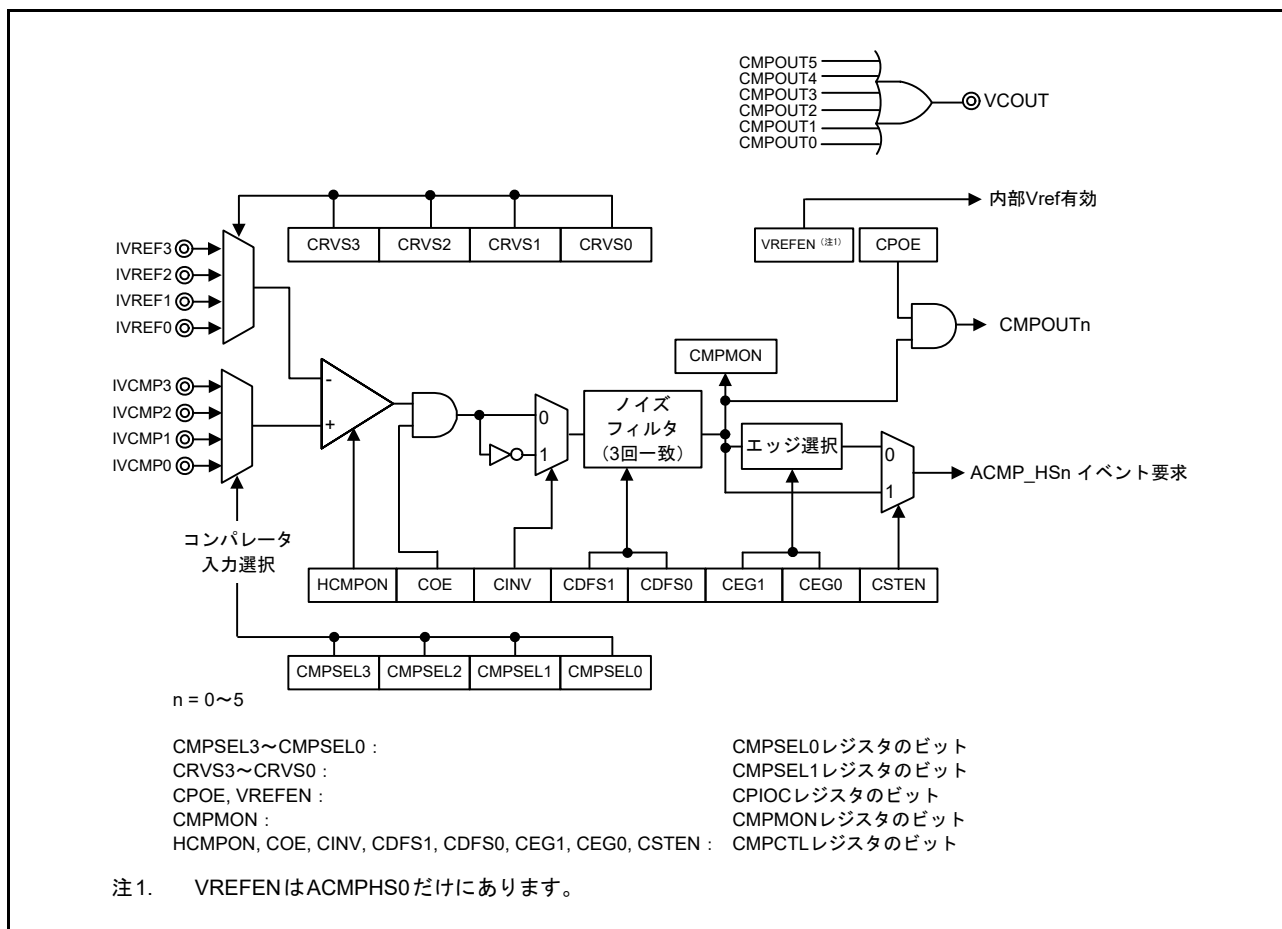 CMPOUT5
CMPOUT4
CMPOUT3
CMPOUT2
CMPOUT1
CMPOUT0
VCOUT
内部Vref有効
CRVS3
CRVS2
CRVS1
CRVS0
VREFEN（注1）
CPOE
IVREF3
IVREF2
IVREF1
IVREF0
CMPOUTn
CMPMON
IVCMP3
IVCMP2
IVCMP1
IVCMP0
-
+
0
1
ノイズ
フィルタ
（3回一致）
エッジ選択
0
1
ACMP_HSn イベント要求
コンパレータ
入力選択
HCMPON
COE
CINV
CDFS1
CDFS0
CEG1
CEG0
CSTEN
CMPSEL3
CMPSEL2
CMPSEL1
CMPSEL0
n = 0～5
CMPSEL3～CMPSEL0： CMPSEL0レジスタのビット
CRVS3～CRVS0： CMPSEL1レジスタのビット
CPOE, VREFEN： CPIOCレジスタのビット
CMPMON： CMPMONレジスタのビット
HCMPON, COE, CINV, CDFS1, CDFS0, CEG1, CEG0, CSTEN： CMPCTLレジスタのビット
注1. VREFENはACMPHS0だけにあります。